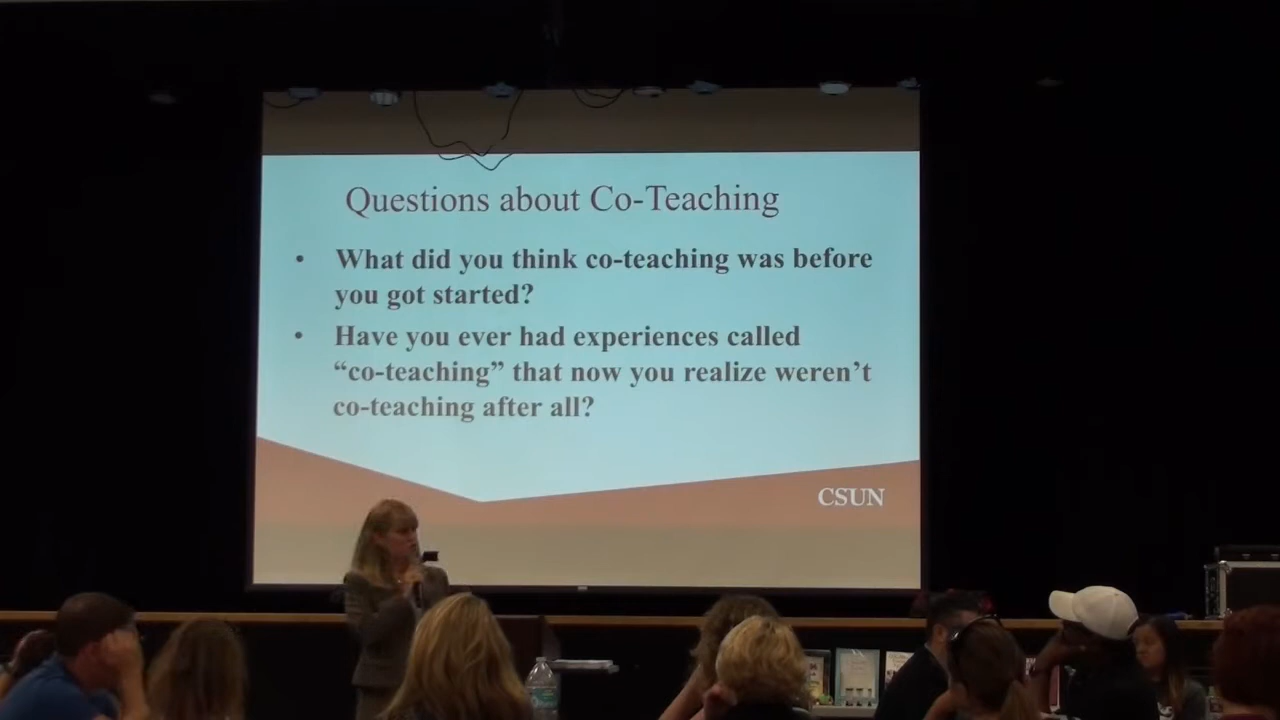 Questions about Co-Teaching
• What did you think co-teaching was before
you got started?
• Have you ever had experiences called
“co-teaching” that now you realize weren’t
co-teaching after all?
CSUN